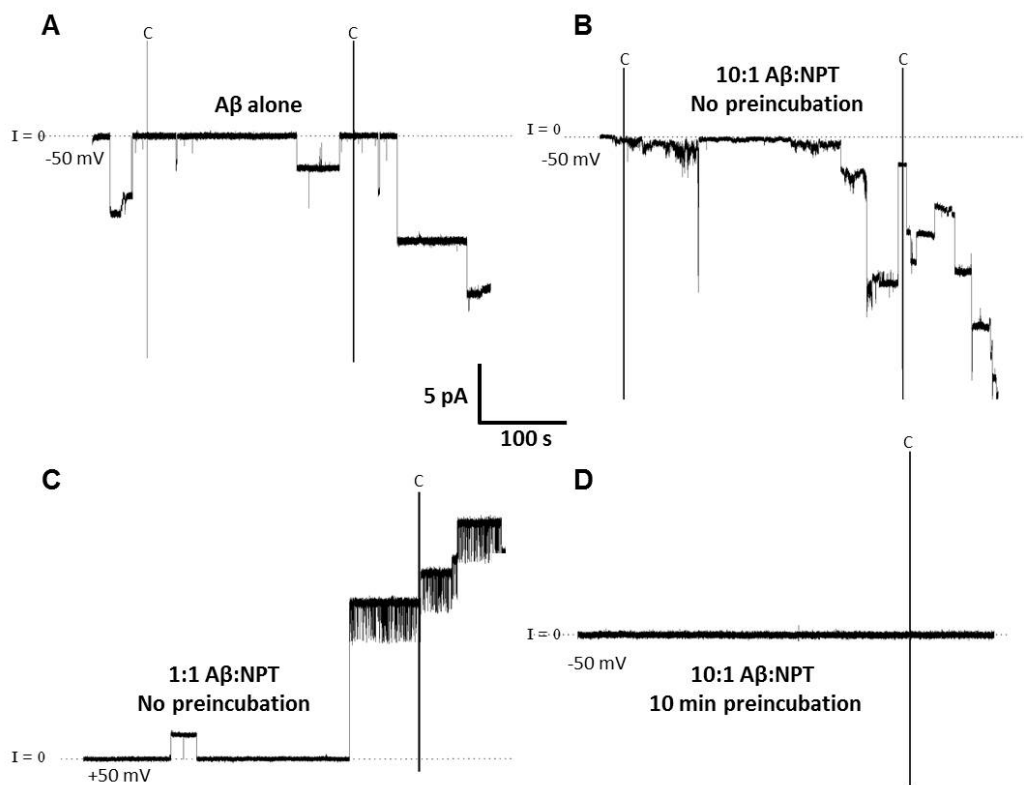 A
C
C
Aβ alone
I = 0
-50 mV
B
C
C
10:1 Aβ:NPT
No preincubation
I = 0
-50 mV
5 pA
100 s
C
C
1:1 Aβ:NPT
No preincubation
I = 0
+50 mV
D
C
I = 0
-50 mV
10:1 Aβ:NPT
10 min preincubation